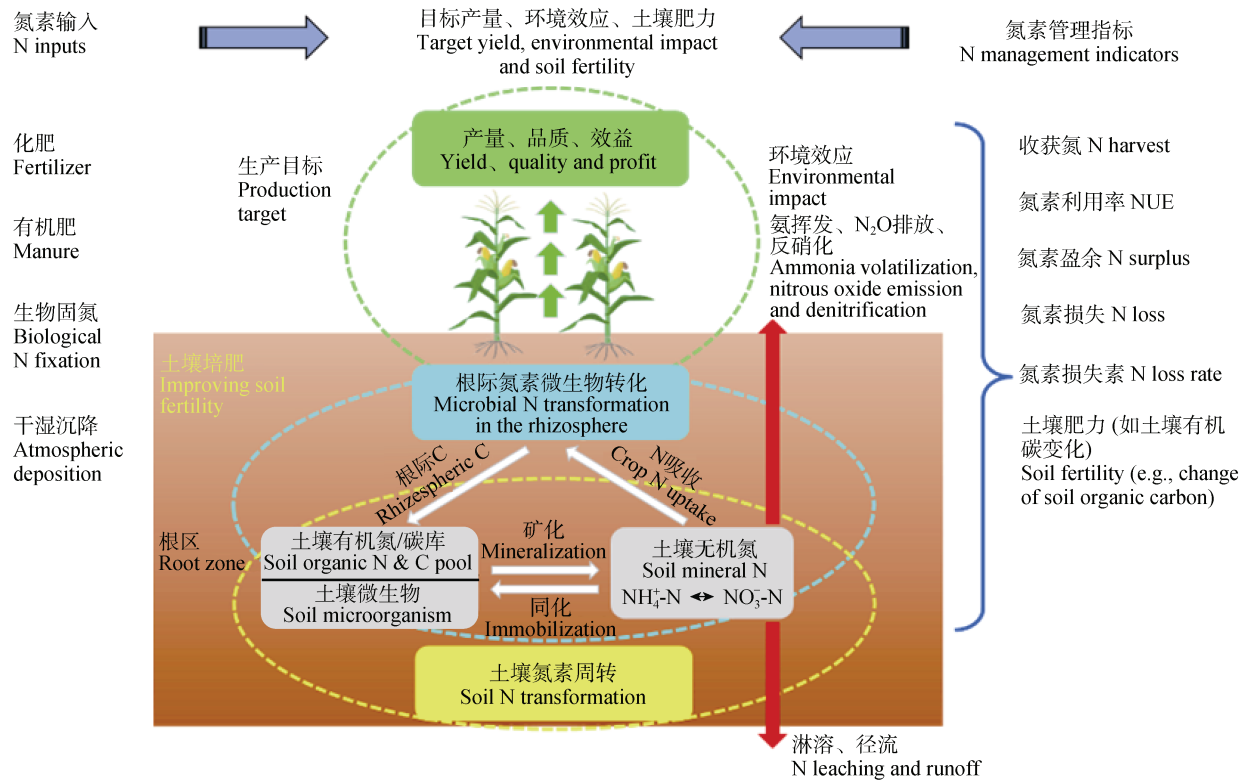 氮素输入
N inputs
目标产量、环境效应、土壤肥力
Target yield, environmental impact
and soil fertility
氮素管理指标
N management indicators
化肥
Fertilizer
有机肥
Manure
生物固氮
Biological
N fixation
干湿沉降
Atmospheric
deposition
生产目标
Production
target
产量、品质、效益
Yield、quality and profit
环境效应
Environmental
impact
氨挥发、N₂O排放、
反硝化
Ammonia volatilization,
nitrous oxide emission
and denitrification
收获氮 N harvest
氮素利用率 NUE
氮素盈余 N surplus
氮素损失 N loss
氮素损失素 N loss rate
土壤肥力 (如土壤有机
碳变化)
Soil fertility (e.g., change
of soil organic carbon)
土壤培肥
Improving soil
fertility
根际氮素微生物转化
Microbial N transformation
in the rhizosphere
根际C
Rhizespheric C
N吸收
Crop N uptake
根区
Root zone
土壤有机氮/碳库
Soil organic N & C pool
土壤微生物
Soil microorganism
矿化
Mineralization
同化
Immobilization
土壤无机氮
Soil mineral N
NH₄⁺-N ↔ NO₃⁻-N
土壤氮素周转
Soil N transformation
淋溶、径流
N leaching and runoff